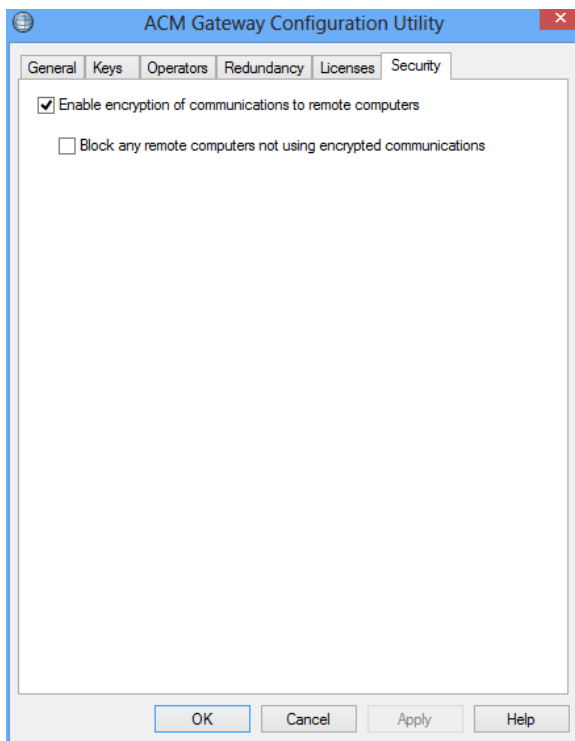 ACM Gateway Configuration Utility
General Keys Operators Redundancy Licenses Security
Enable encryption of communications to remote computers
Block any remote computers not using encrypted communications
OK Cancel Apply Help